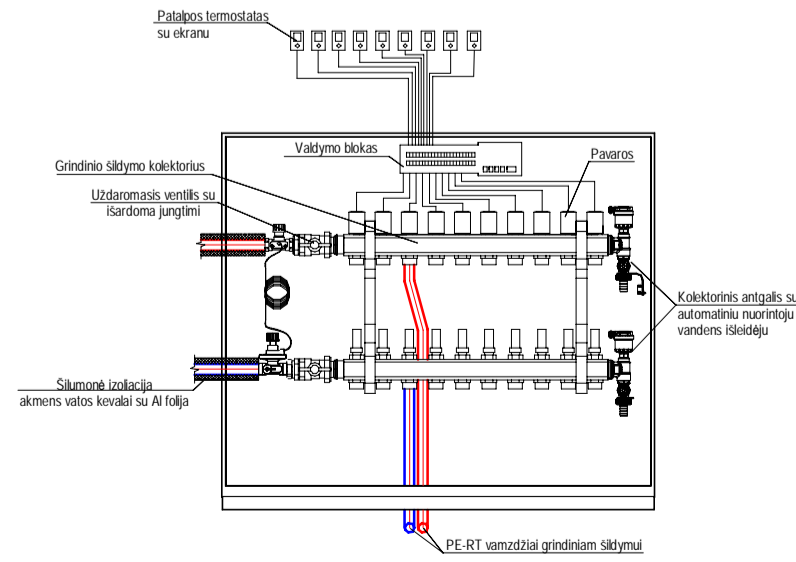 Patalpos termostatas
su ekranu
Valdymo blokas
Pavaros
Grindinio šildymo kolektorius
Uždaromasis ventilis su
išardoma jungtimi
Kolektorinis antgalis su
automatiniu nuorintoju
vandens išleidėju
Šilumonė izoliacija
akmens vatos kevalai su Al folija
PE-RT vamzdžiai grindiniam šildymui